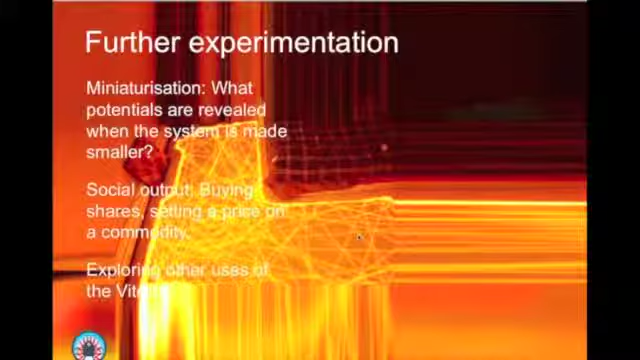 Further experimentation
Miniaturisation: What
potentials are revealed
when the system is made
smaller?
Social output: Buying
shares, setting a price on
a commodity.
Exploring other uses of
the